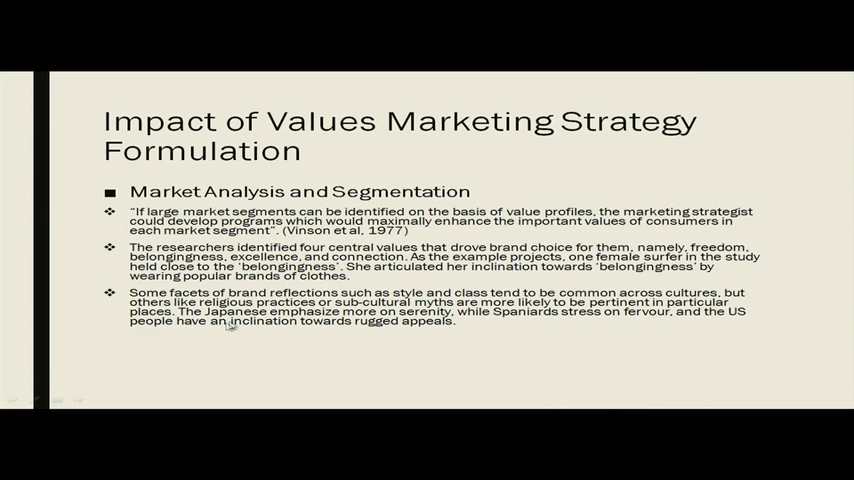 Impact of Values Marketing Strategy
Formulation
Market Analysis and Segmentation
"If large market segments can be identified on the basis of value profiles, the marketing strategist
could develop programs which would maximally enhance the important values of consumers in
each market segment". (Vinson et al, 1977)
The researchers identified four central values that drove brand choice for them, namely, freedom,
belongingness, excellence, and connection. As the example projects, one female surfer in the study
held close to the 'belongingness'. She articulated her inclination towards 'belongingness' by
wearing popular brands of clothes.
Some facets of brand reflections such as style and class tend to be common across cultures, but
others like religious practices or sub-cultural myths are more likely to be pertinent in particular
places. The Japanese emphasize more on serenity, while Spaniards stress on fervour, and the US
people have an inclination towards rugged appeals.